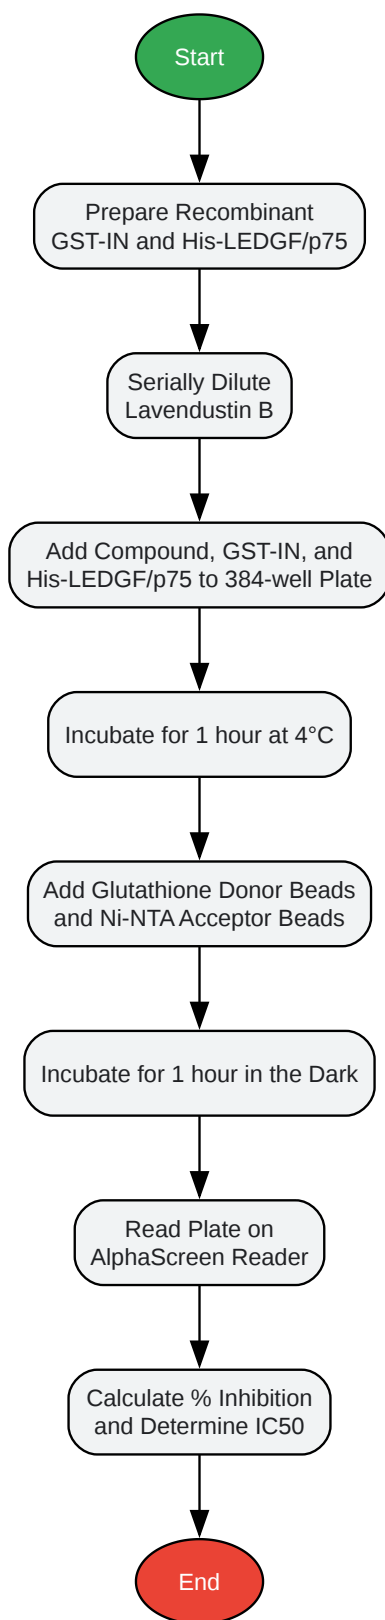 Start
Prepare Recombinant
GST-IN and His-LEDGF/p75
Serially Dilute
Lavendustin B
Add Compound, GST-IN, and
His-LEDGF/p75 to 384-well Plate
Incubate for 1 hour at 4°C
Add Glutathione Donor Beads
and Ni-NTA Acceptor Beads
Incubate for 1 hour in the Dark
Read Plate on
AlphaScreen Reader
Calculate % Inhibition
and Determine IC50
End